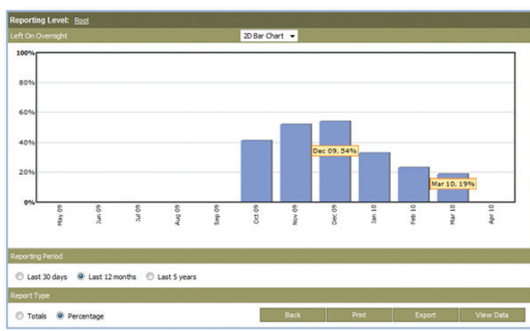 Reporting Level: Root
Left On Overnight 2D Bar Chart
100%
80%
60%
40%
20%
0%
Dec 09, 54%
Mar 10, 19%
May 09 Jun 09 Jul 09 Aug 09 Sep 09 Oct 09 Nov 09 Dec 09 Jan 10 Feb 10 Mar 10 Apr 10
Reporting Period
Last 30 days Last 12 months Last 5 years
Report Type
Totals Percentage Back Print Export View Data